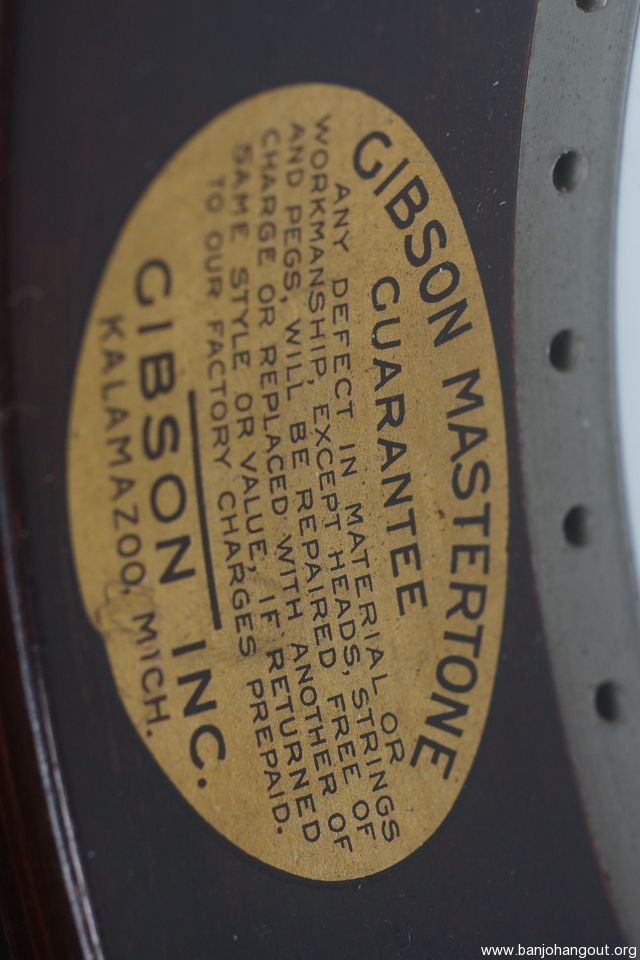 GIBSON MASTERTONE
GUARANTEE
ANY DEFECT IN MATERIAL OR
WORKMANSHIP, EXCEPT HEADS, STRINGS
AND PEGS, WILL BE REPAIRED, FREE OF
CHARGE OR REPLACED WITH ANOTHER OF
SAME STYLE OR VALUE, IF RETURNED
TO OUR FACTORY CHARGES PREPAID.
GIBSON INC.
KALAMAZOO, MICH.
www.banjohangout.org